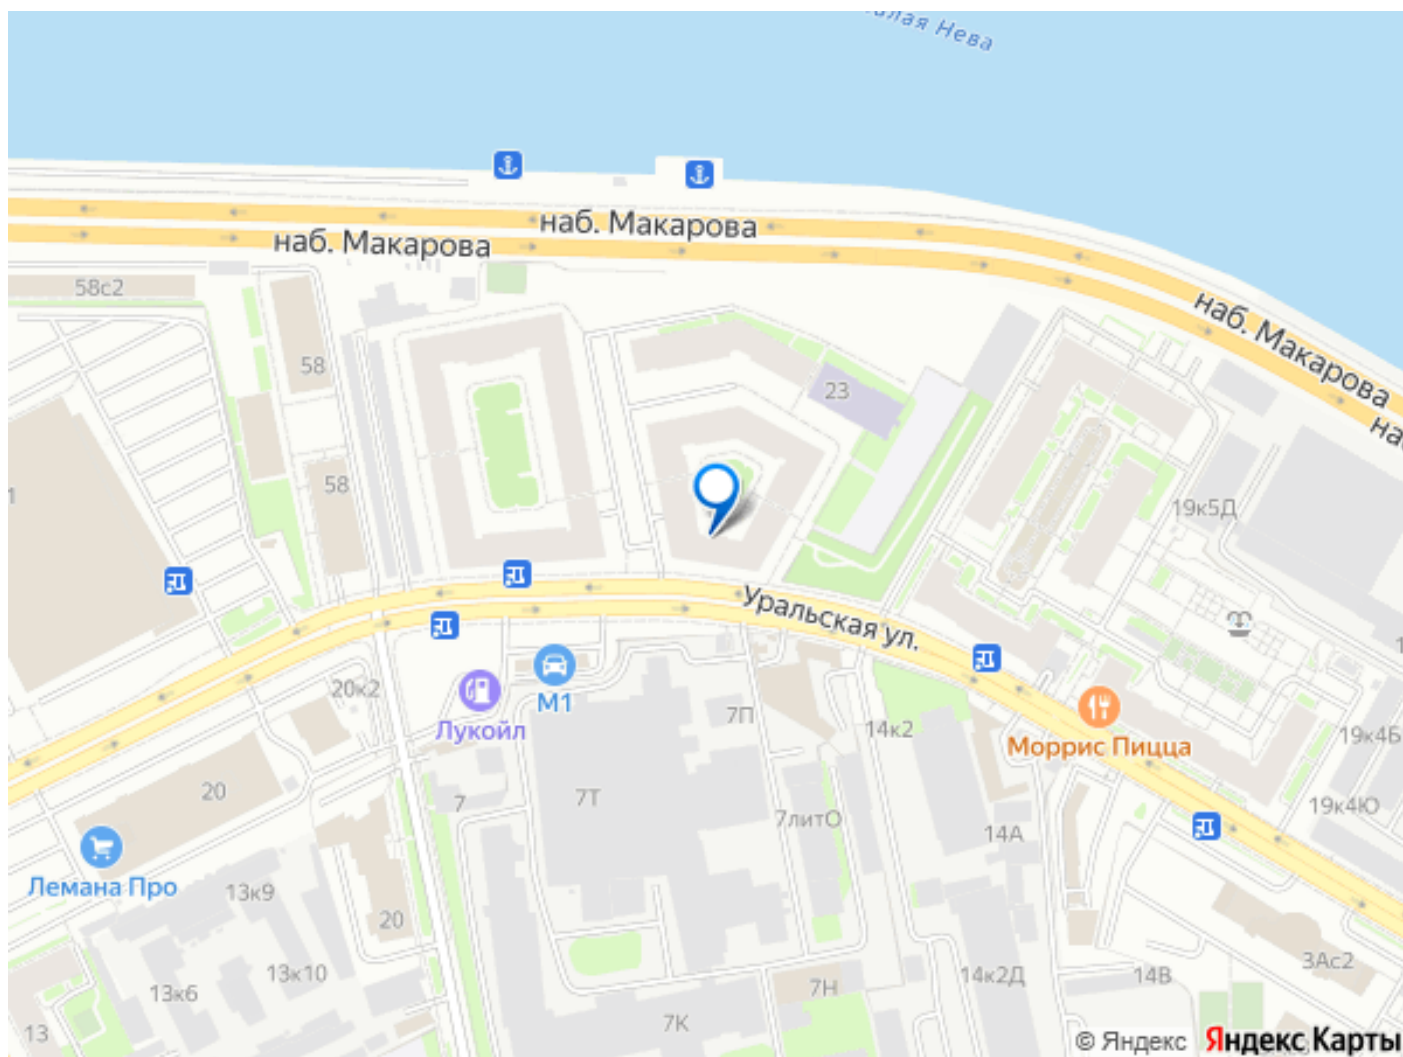 Нева
наб. Макарова
наб. Макарова
58с2
наб. Макарова
58
23
58
19к5Д
Уральская ул.
20к2
М1
Лукойл
7П
14к2
Моррис Пицца
19к4Б
20
7
7Т
7литО
14А
19к4Ю
Лемана Про
13к9
20
13к10
13к6
14к2Д
14В
3Ас2
7Н
13
7К
© Яндекс
Яндекс Карты